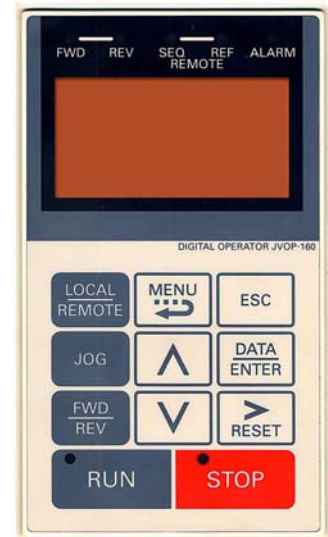 FWD REV SEQ REF ALARM
REMOTE
DIGITAL OPERATOR JVOP-160
LOCAL MENU ESC
REMOTE
JOG DATA
ENTER
FWD >
REV RESET
RUN STOP